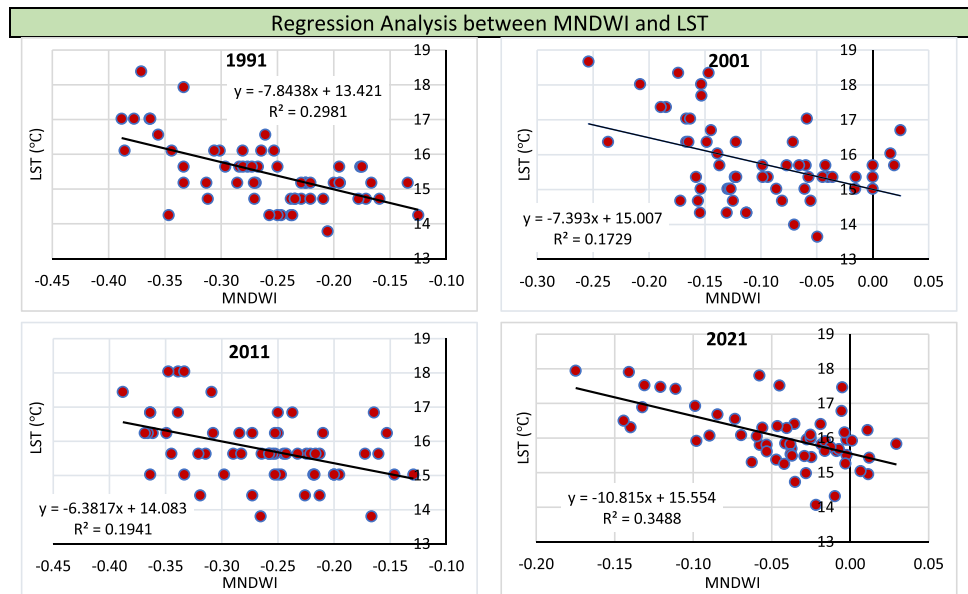 Regression Analysis between MNDWI and LST
1991
y = -7.8438x + 13.421
R² = 0.2981
LST (°C)
19
18
17
16
15
14
13
-0.45 -0.40 -0.35 -0.30 -0.25 -0.20 -0.15 -0.10
MNDWI
2001
y = -7.393x + 15.007
R² = 0.1729
LST (°C)
19
18
17
16
15
14
13
-0.30 -0.25 -0.20 -0.15 -0.10 -0.05 0.00 0.05
MNDWI
2011
y = -6.3817x + 14.083
R² = 0.1941
LST (°C)
19
18
17
16
15
14
13
-0.45 -0.40 -0.35 -0.30 -0.25 -0.20 -0.15 -0.10
MNDWI
2021
y = -10.815x + 15.554
R² = 0.3488
LST (°C)
19
18
17
16
15
14
13
-0.20 -0.15 -0.10 -0.05 0.00 0.05
MNDWI